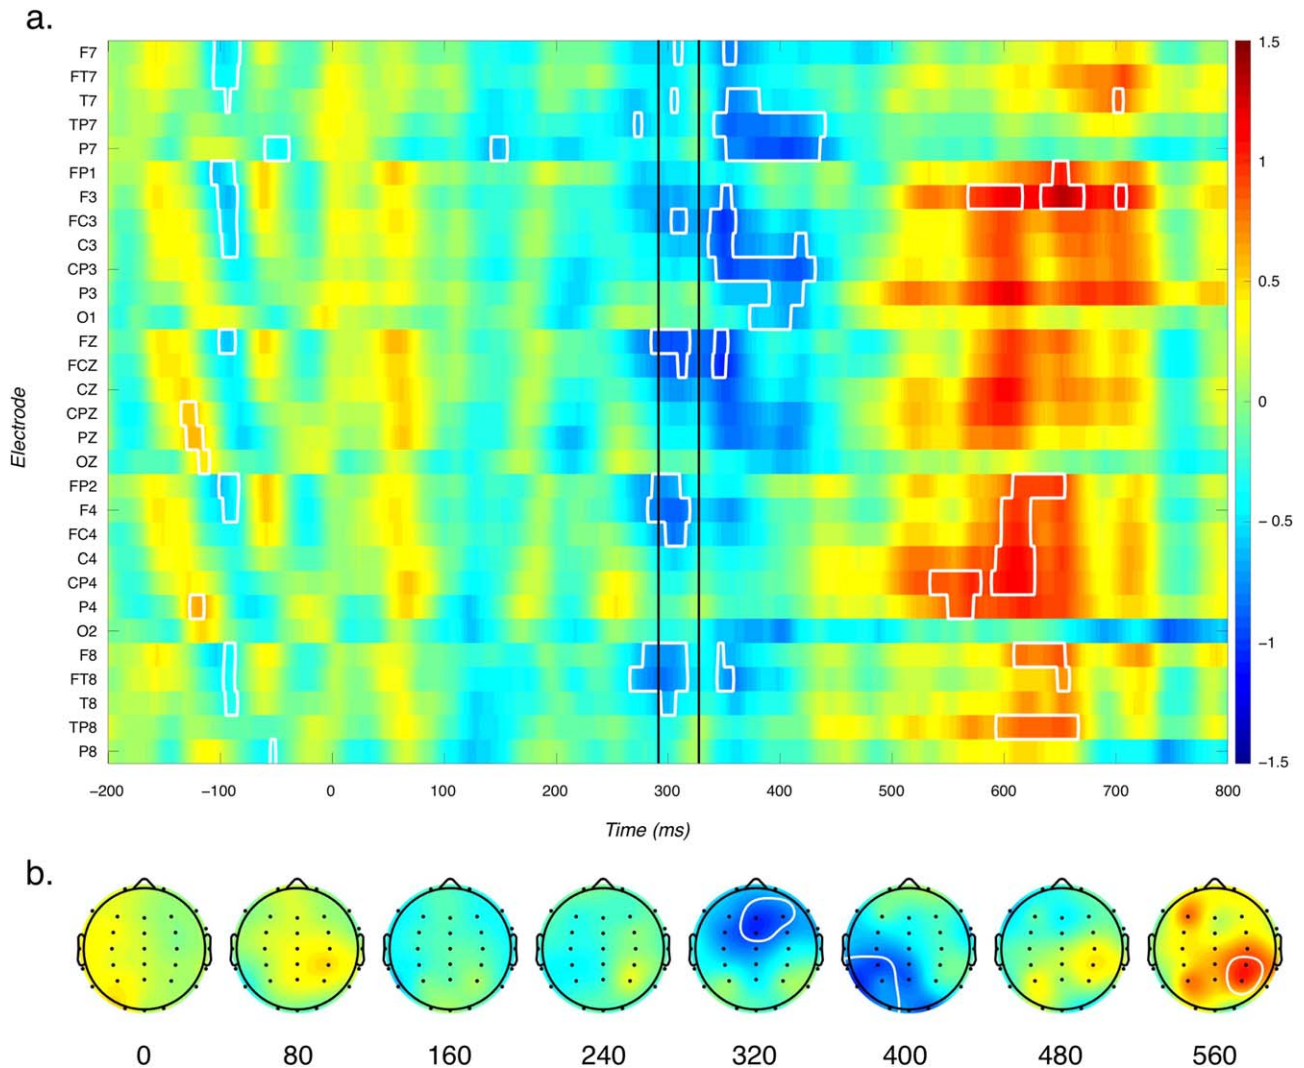 a.
F7
FT7
T7
TP7
P7
FP1
F3
FC3
C3
CP3
P3
O1
FZ
FCZ
CZ
CPZ
PZ
OZ
FP2
F4
FC4
C4
CP4
P4
O2
F8
FT8
T8
TP8
P8
Electrode
−200 −100 0 100 200 300 400 500 600 700 800
Time (ms)
1.5
1
0.5
0
− 0.5
−1
−1.5
b.
0 80 160 240 320 400 480 560